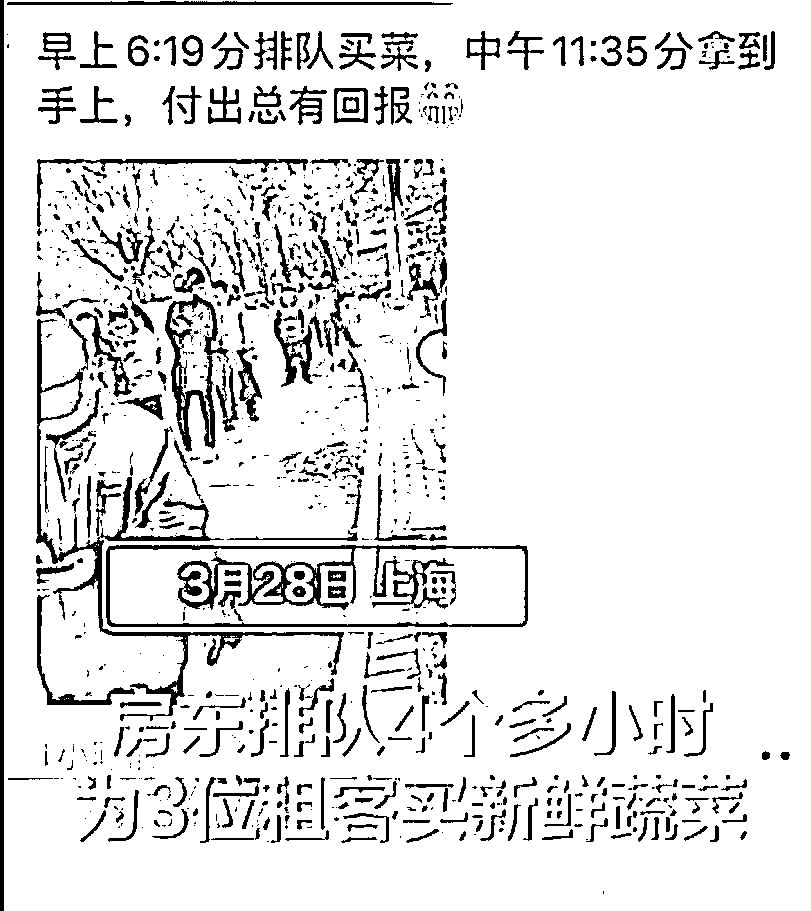 早上6:19分排队买菜，中午11:35分拿到
手上，付出总有回报😁
3月28日 上海
房东排队4个多小时
为3位租客买新鲜蔬菜